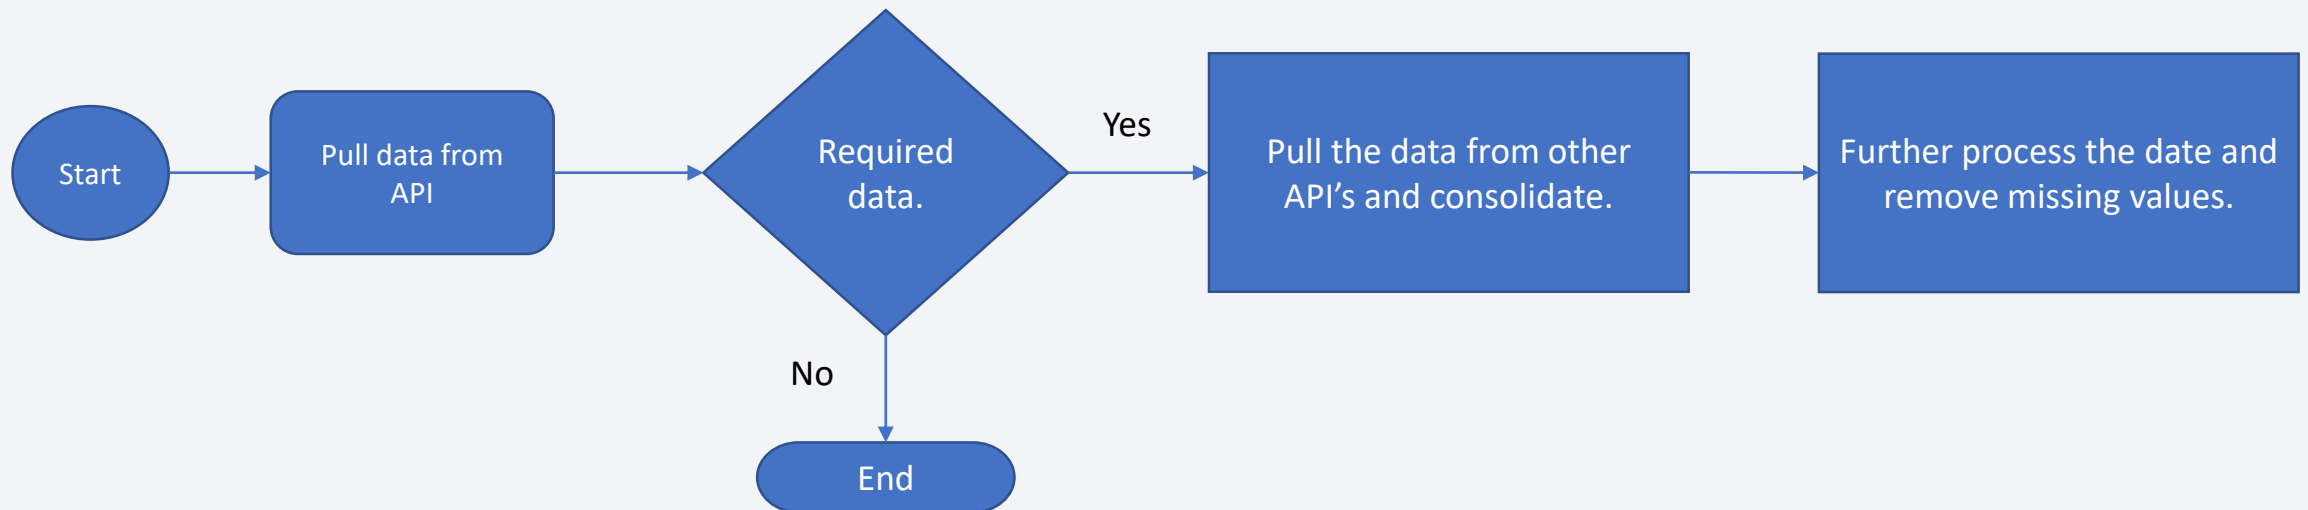 Start
Pull data from
API
Required
data.
Yes
Pull the data from other
API’s and consolidate.
Further process the date and
remove missing values.
No
End